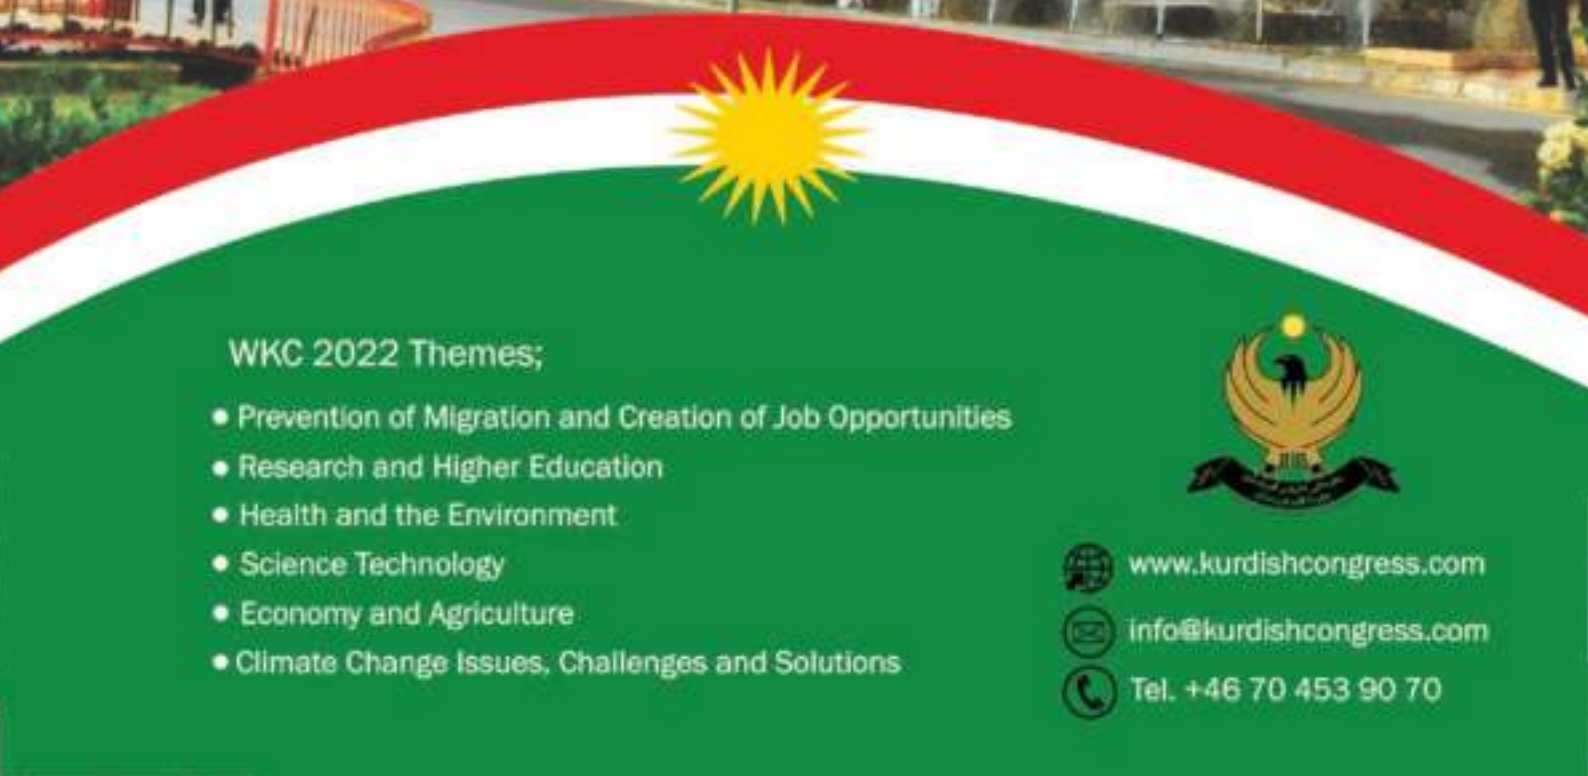 WKC 2022 Themes;
• Prevention of Migration and Creation of Job Opportunities
• Research and Higher Education
• Health and the Environment
• Science Technology
• Economy and Agriculture
• Climate Change Issues, Challenges and Solutions
www.kurdishcongress.com
info@kurdishcongress.com
Tel. +46 70 453 90 70